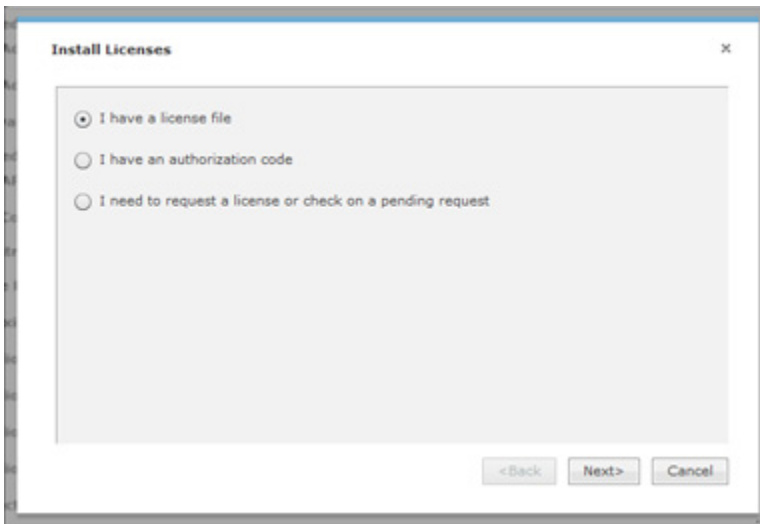 Install Licenses
×
I have a license file
I have an authorization code
I need to request a license or check on a pending request
<Back
Next>
Cancel